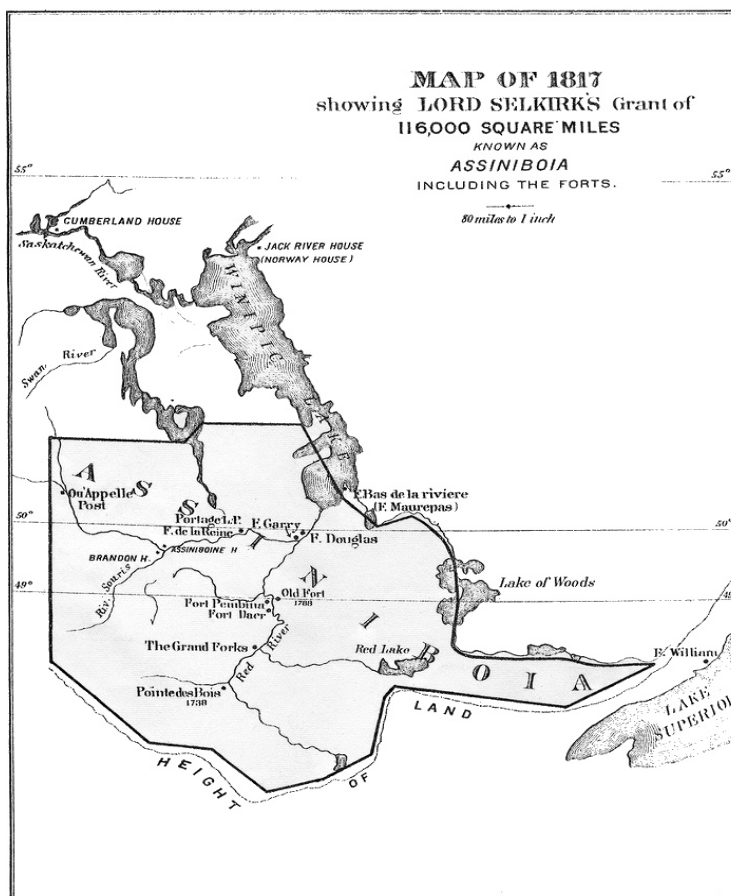 MAP OF 1817
showing LORD SELKIRK'S Grant of
116,000 SQUARE MILES
KNOWN AS
ASSINIBOIA
INCLUDING THE FORTS.
80 miles to 1 inch
55°
55°
CUMBERLAND HOUSE
Saskatchewan River
JACK RIVER HOUSE
(NORWAY HOUSE)
WINIPIC LAKE
Swan River
ASSINIBOIA
Qu'Appelle
Post
F. Bas de la riviere
(F. Maurepas)
50°
50°
Portage L.P.
F. de la Reine
F. Garry
F. Douglas
BRANDON H.
ASSINIBOINE H
Riv. Souris
49°
49
Lake of Woods
Old Fort
1788
Fort Pembina
Fort Daer
The Grand Forks
Red River
Red Lake
F. William
Pointe des Bois
1738
LAKE
SUPERIOR
HEIGHT OF LAND